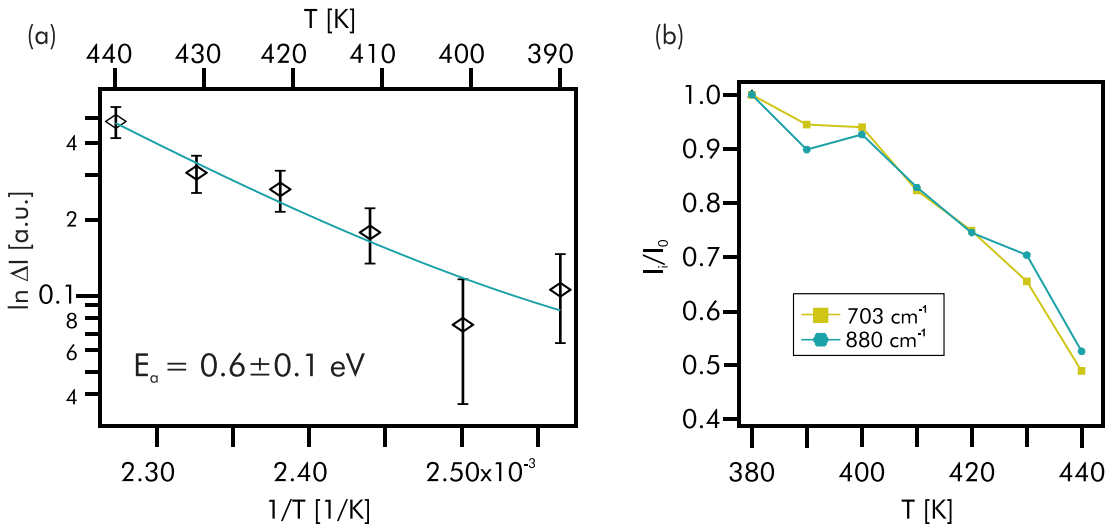 (a)
T [K]
440 430 420 410 400 390
ln ΔI [a.u.]
4
2
0.1
8
6
4
Eₐ = 0.6±0.1 eV
2.30 2.40 2.50x10⁻³
1/T [1/K]
(b)
Iᵢ/I₀
1.0
0.9
0.8
0.7
0.6
0.5
0.4
703 cm⁻¹
880 cm⁻¹
380 400 420 440
T [K]